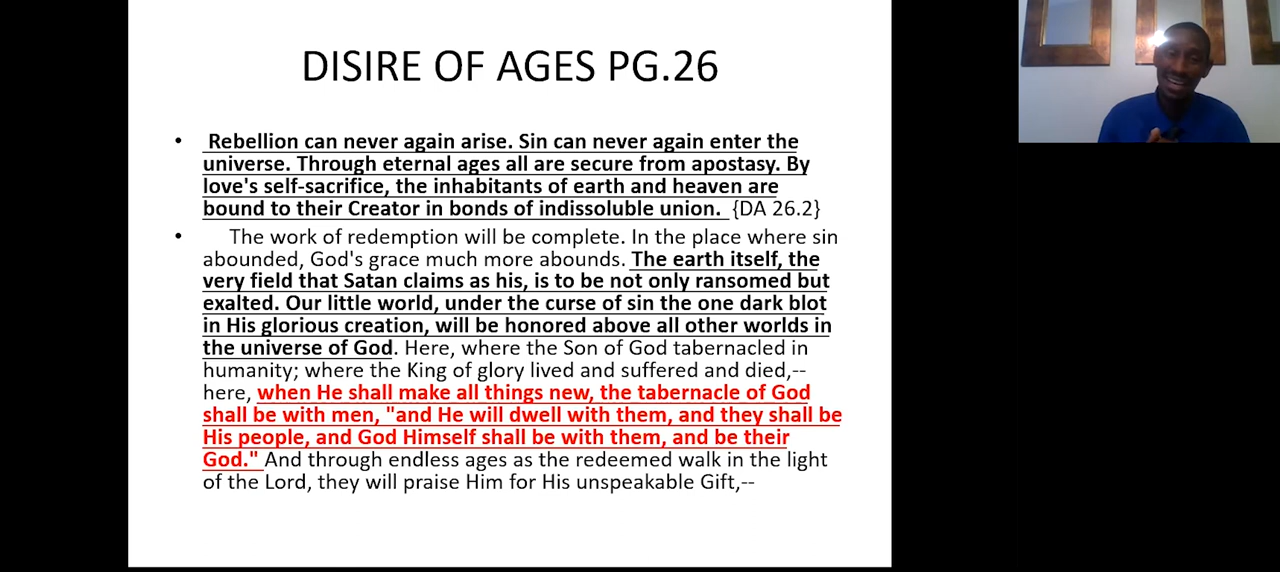 DISIRE OF AGES PG.26
• Rebellion can never again arise. Sin can never again enter the
universe. Through eternal ages all are secure from apostasy. By
love's self-sacrifice, the inhabitants of earth and heaven are
bound to their Creator in bonds of indissoluble union. {DA 26.2}
• The work of redemption will be complete. In the place where sin
abounded, God's grace much more abounds. The earth itself, the
very field that Satan claims as his, is to be not only ransomed but
exalted. Our little world, under the curse of sin the one dark blot
in His glorious creation, will be honored above all other worlds in
the universe of God. Here, where the Son of God tabernacled in
humanity; where the King of glory lived and suffered and died,--
here, when He shall make all things new, the tabernacle of God
shall be with men, "and He will dwell with them, and they shall be
His people, and God Himself shall be with them, and be their
God." And through endless ages as the redeemed walk in the light
of the Lord, they will praise Him for His unspeakable Gift,--